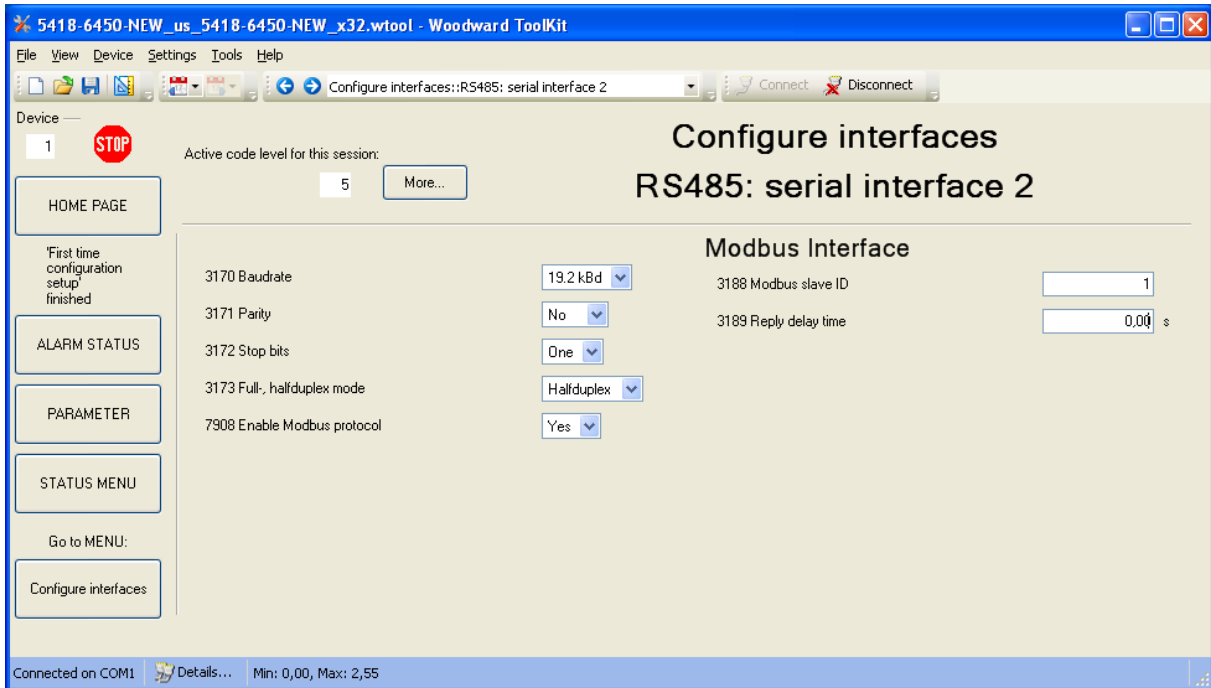 5418-6450-NEW_us_5418-6450-NEW_x32.wtool - Woodward ToolKit
File View Device Settings Tools Help
Configure interfaces::RS485: serial interface 2 Connect Disconnect
Device
1 STOP
Active code level for this session:
5 More...
Configure interfaces
RS485: serial interface 2
HOME PAGE
'First time
configuration
setup'
finished
ALARM STATUS
PARAMETER
STATUS MENU
Go to MENU:
Configure interfaces
3170 Baudrate 19.2 kBd
3171 Parity No
3172 Stop bits One
3173 Full-, halfduplex mode Halfduplex
7908 Enable Modbus protocol Yes
Modbus Interface
3188 Modbus slave ID 1
3189 Reply delay time 0,00 s
Connected on COM1 Details... Min: 0,00, Max: 2,55